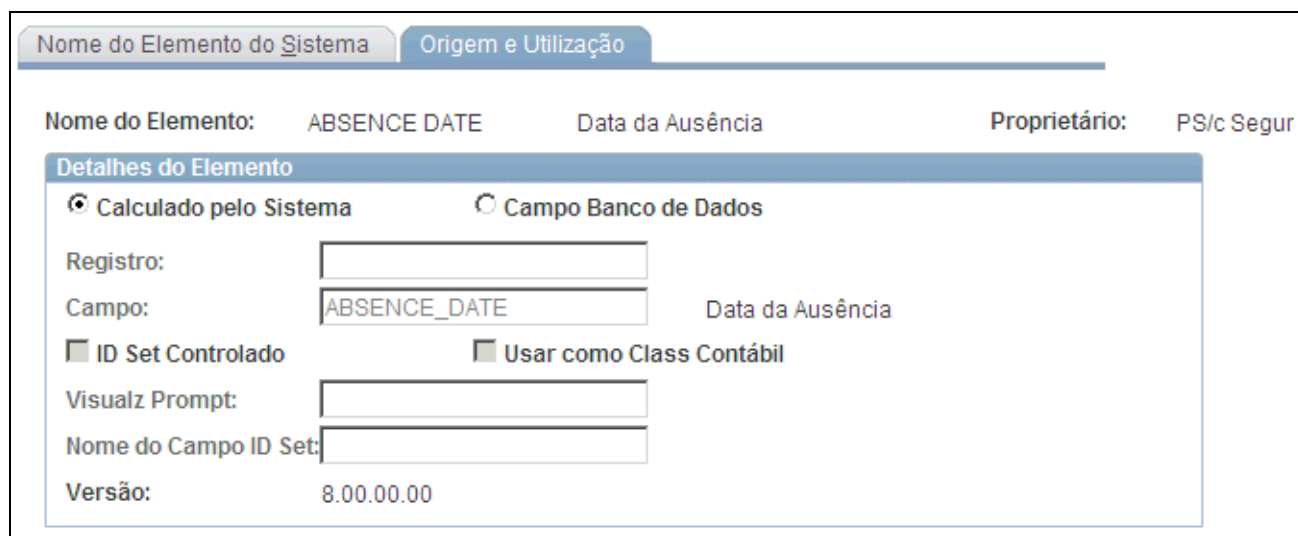 Nome do Elemento do Sistema Origem e Utilização
Nome do Elemento: ABSENCE DATE Data da Ausência Proprietário: PS/c Segur
Detalhes do Elemento
Calculado pelo Sistema Campo Banco de Dados
Registro:
Campo: ABSENCE_DATE Data da Ausência
ID Set Controlado Usar como Class Contábil
Visualz Prompt:
Nome do Campo ID Set:
Versão: 8.00.00.00